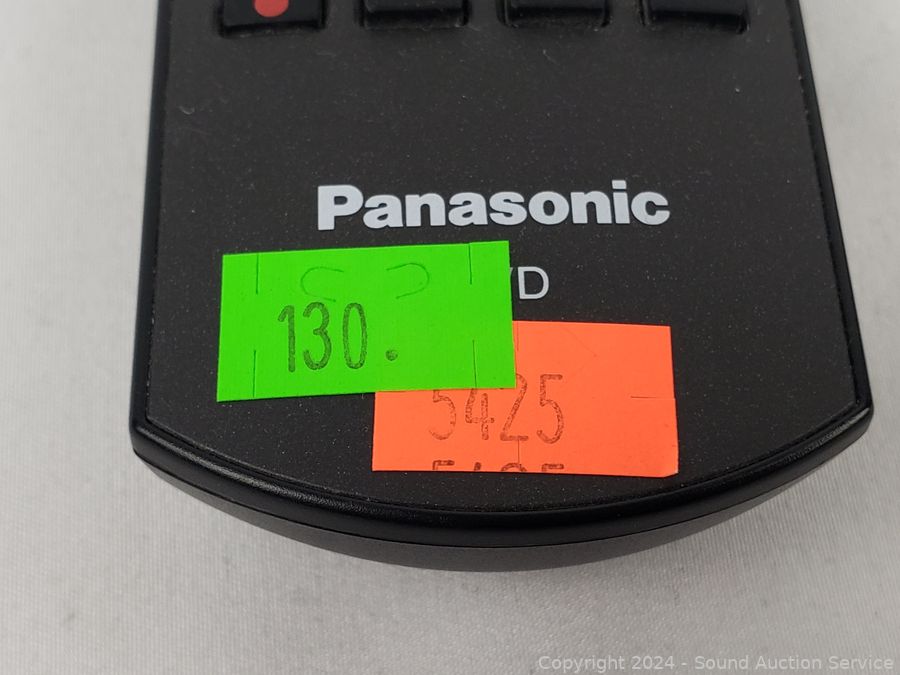 Panasonic
/D
130.
5425
Copyright 2024 - Sound Auction Service